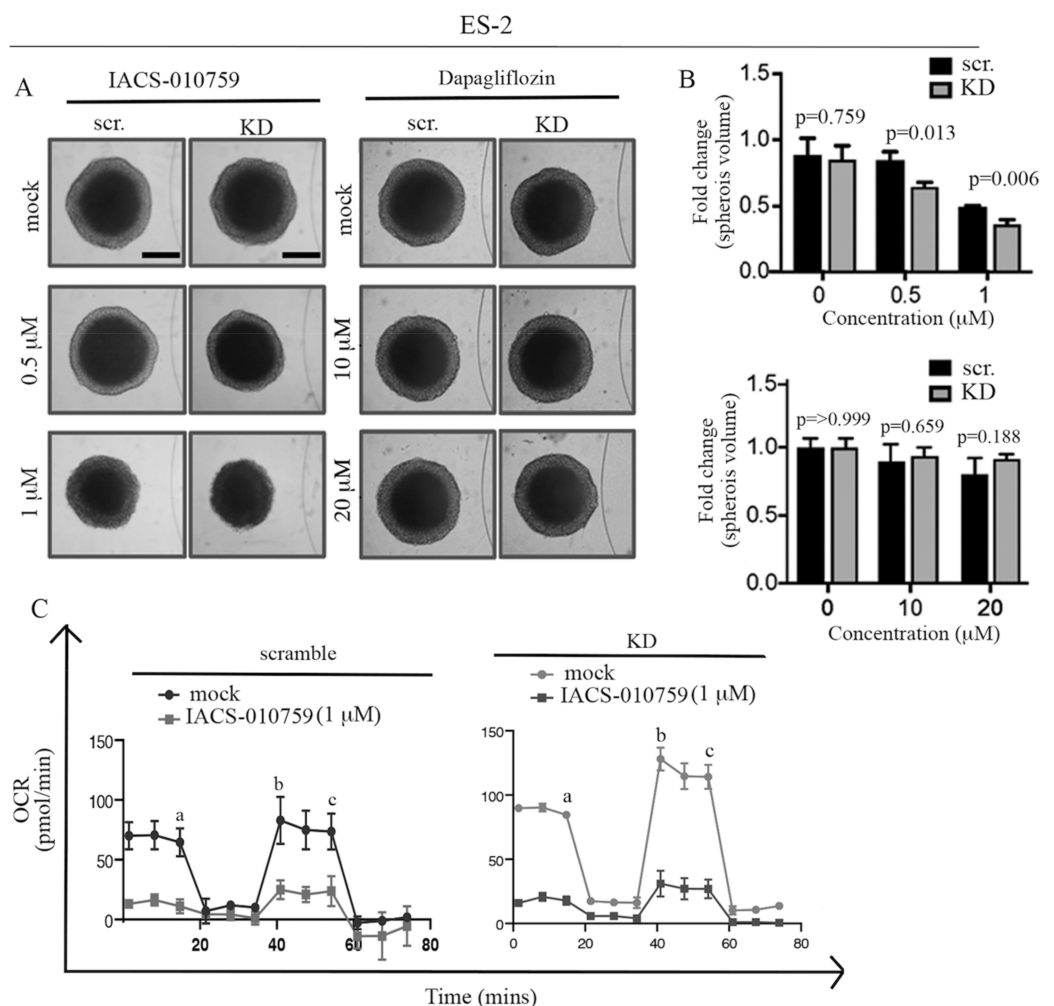 ES-2
A
IACS-010759
scr.
KD
mock
0.5 μM
1 μM
Dapagliflozin
scr.
KD
mock
10 μM
20 μM
B
scr.
KD
Fold change
(spherois volume)
1.5
1.0
0.5
0.0
p=0.759
p=0.013
p=0.006
0
0.5
1
Concentration (μM)
scr.
KD
Fold change
(spherois volume)
1.5
1.0
0.5
0.0
p=>0.999
p=0.659
p=0.188
0
10
20
Concentration (μM)
C
scramble
mock
IACS-010759 (1 μM)
OCR
(pmol/min)
150
100
50
0
a
b
c
20
40
60
80
KD
mock
IACS-010759 (1 μM)
150
100
50
0
a
b
c
0
20
40
60
80
Time (mins)